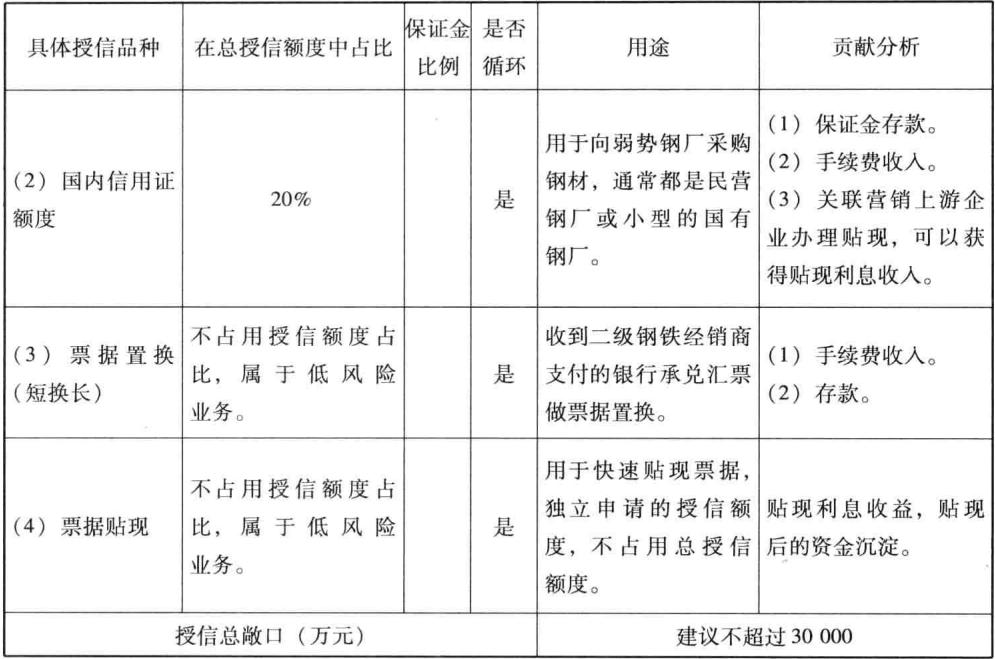 具体授信品种
在总授信额度中占比
保证金
比例
是否
循环
用途
贡献分析
(2) 国内信用证
额度
20%
是
用于向弱势钢厂采购
钢材，通常都是民营
钢厂或小型的国有
钢厂。
(1) 保证金存款。
(2) 手续费收入。
(3) 关联营销上游企
业办理贴现，可以获
得贴现利息收入。
(3) 票据置换
(短换长)
不占用授信额度占
比，属于低风险
业务。
是
收到二级钢铁经销商
支付的银行承兑汇票
做票据置换。
(1) 手续费收入。
(2) 存款。
(4) 票据贴现
不占用授信额度占
比，属于低风险
业务。
是
用于快速贴现票据，
独立申请的授信额
度，不占用总授信
额度。
贴现利息收益，贴现
后的资金沉淀。
授信总敞口（万元）
建议不超过 30 000